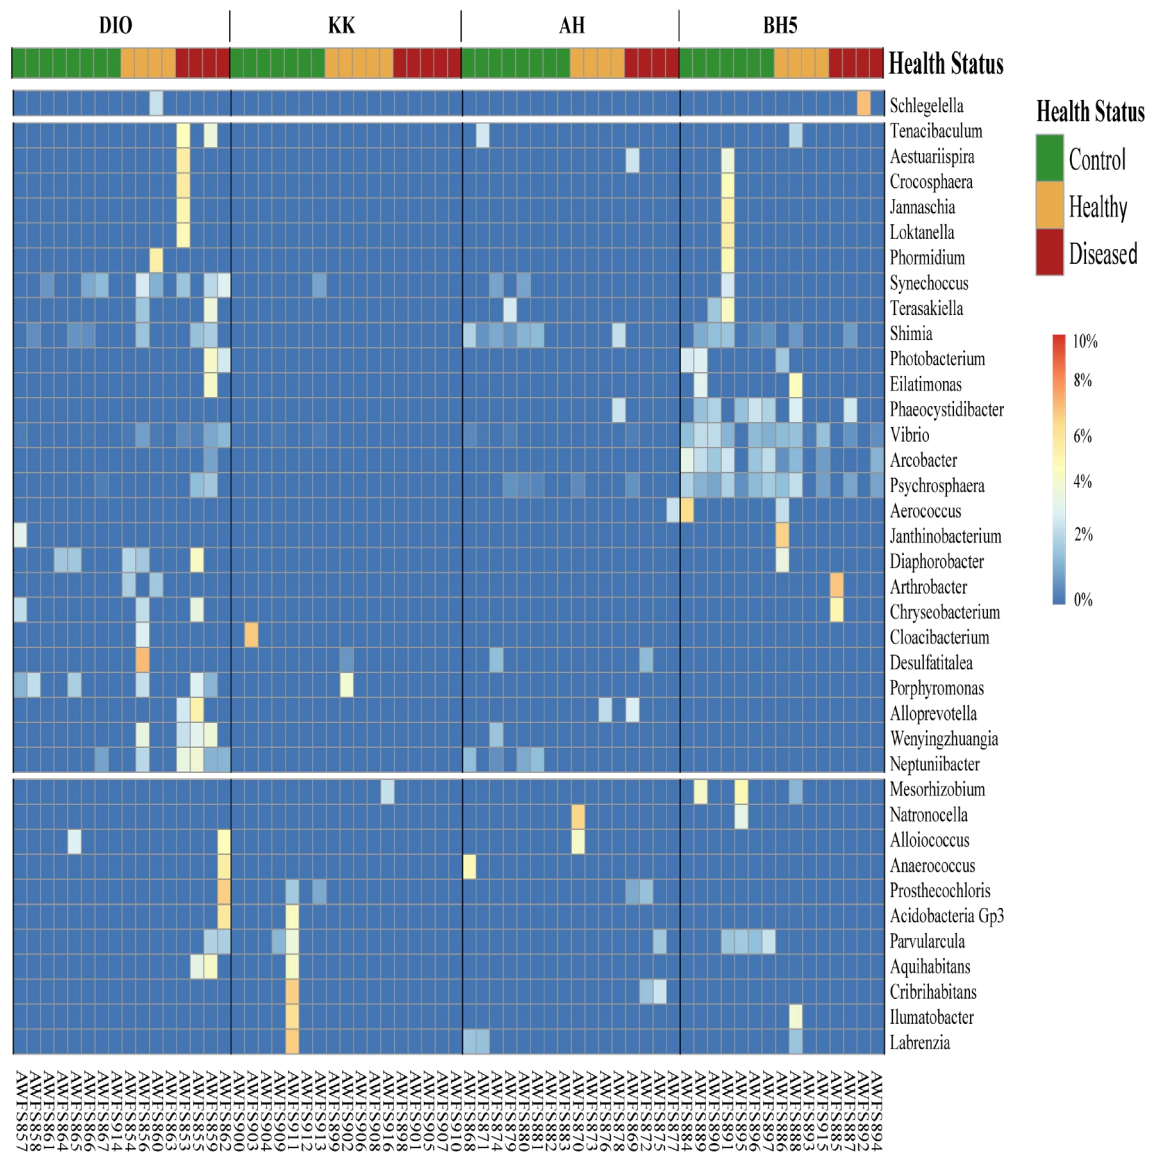 DIO
KK
AH
BH5
Health Status
Schlegelella
Tenacibaculum
Aestuariispira
Crocosphaera
Jannaschia
Loktanella
Phormidium
Synechoccus
Terasakiella
Shimia
Photobacterium
Eilatimonas
Phaeocystidibacter
Vibrio
Arcobacter
Psychrosphaera
Aerococcus
Janthinobacterium
Diaphorobacter
Arthrobacter
Chryseobacterium
Cloacibacterium
Desulfatitalea
Porphyromonas
Alloprevotella
Wenyingzhuangia
Neptuniibacter
Mesorhizobium
Natronocella
Alloiococcus
Anaerococcus
Prosthecochloris
Acidobacteria Gp3
Parvularcula
Aquihabitans
Cribrihabitans
Ilumatobacter
Labrenzia
Health Status
Control
Healthy
Diseased
10%
8%
6%
4%
2%
0%
AWFS857
AWFS858
AWFS861
AWFS864
AWFS865
AWFS866
AWFS867
AWFS914
AWFS854
AWFS856
AWFS860
AWFS863
AWFS853
AWFS855
AWFS859
AWFS862
AWFS900
AWFS903
AWFS904
AWFS909
AWFS911
AWFS912
AWFS913
AWFS899
AWFS902
AWFS906
AWFS908
AWFS916
AWFS898
AWFS901
AWFS905
AWFS907
AWFS910
AWFS868
AWFS871
AWFS874
AWFS879
AWFS880
AWFS881
AWFS882
AWFS883
AWFS870
AWFS873
AWFS876
AWFS878
AWFS869
AWFS872
AWFS875
AWFS877
AWFS884
AWFS889
AWFS890
AWFS891
AWFS895
AWFS896
AWFS897
AWFS886
AWFS888
AWFS893
AWFS915
AWFS885
AWFS887
AWFS892
AWFS894